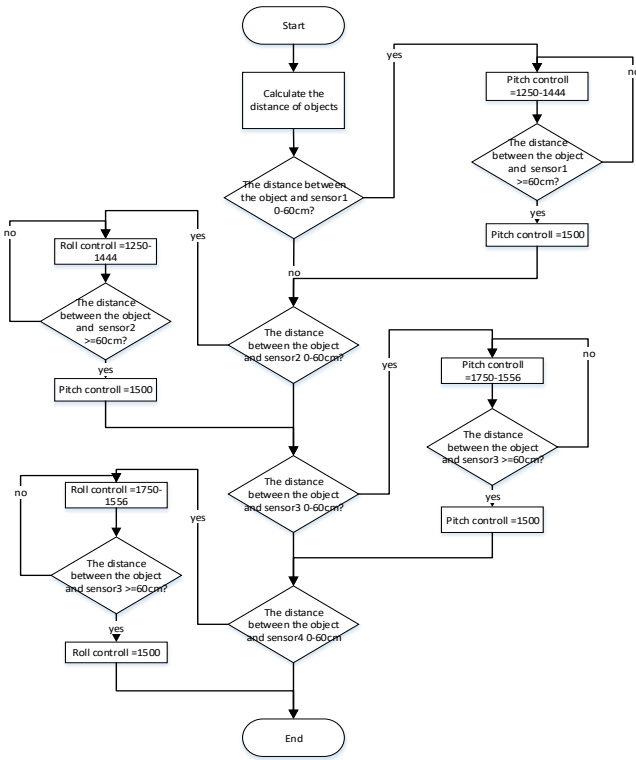 Start
yes
Calculate the
distance of objects
Pitch controll
=1250-1444
no
The distance
between the object
and sensor1
>=60cm?
yes
Pitch controll =1500
The distance between
the object and sensor1
0-60cm?
no
no
Roll controll =1250-
1444
yes
The distance
between the object
and sensor2
>=60cm?
yes
Pitch controll =1500
The distance
between the object
and sensor2 0-60cm?
yes
Pitch controll
=1750-1556
no
The distance
between the object
and sensor3 >=60cm?
yes
Pitch controll =1500
The distance
between the object
and sensor3 0-60cm?
no
Roll controll =1750-
1556
yes
The distance
between the object
and sensor3 >=60cm?
yes
Roll controll =1500
The distance
between the object
and sensor4 0-60cm
End